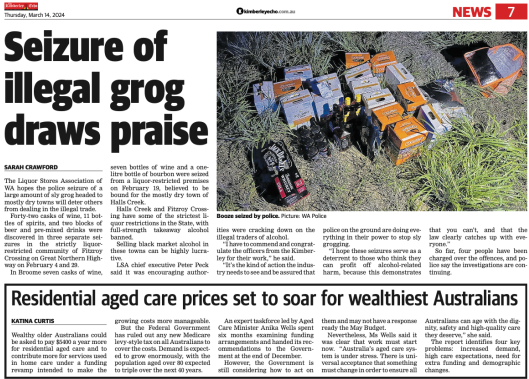 Kimberley Echo
Thursday, March 14, 2024
kimberleyecho.com.au
NEWS 7
Seizure of
illegal grog
draws praise
SARAH CRAWFORD
The Liquor Stores Association of
WA hopes the police seizure of a
large amount of sly grog headed to
mostly dry towns will deter others
from dealing in the illegal trade.
Forty-two casks of wine, 11 bot-
tles of spirits, and two blocks of
beer and pre-mixed drinks were
discovered in three separate sei-
zures in the strictly liquor-
restricted community of Fitzroy
Crossing on Great Northern High-
way on February 4 and 29.
In Broome seven casks of wine,
seven bottles of wine and a one-
litre bottle of bourbon were seized
from a liquor-restricted premises
on February 19, believed to be
bound for the mostly dry town of
Halls Creek.
Halls Creek and Fitzroy Cross-
ing have some of the strictest li-
quor restrictions in the State, with
full-strength takeaway alcohol
banned.
Selling black market alcohol in
these towns can be highly lucra-
tive.
LSA chief executive Peter Peck
said it was encouraging author-
Booze seized by police. Picture: WA Police
ities were cracking down on the
illegal traders of alcohol.
"I have to commend and congrat-
ulate the officers from the Kimber-
ley for their work," he said.
"It's the kind of action the indus-
try needs to see and be assured that
police on the ground are doing eve-
rything in their power to stop sly
grogging.
"I hope these seizures serve as a
deterrent to those who think they
can profit off alcohol-related
harm, because this demonstrates
that you can't, and that the
law clearly catches up with eve-
ryone."
So far, four people have been
charged over the offences, and po-
lice say the investigations are con-
tinuing.
Residential aged care prices set to soar for wealthiest Australians
KATINA CURTIS
Wealthy older Australians could
be asked to pay $5400 a year more
for residential aged care and to
contribute more for services used
in home care under a funding
revamp intended to make the
growing costs more manageable.
But the Federal Government
has ruled out any new Medicare
levy-style tax on all Australians to
cover the costs. Demand is expect-
ed to grow enormously, with the
population aged over 80 expected
to triple over the next 40 years.
An expert taskforce led by Aged
Care Minister Anika Wells spent
six months examining funding
arrangements and handed its rec-
ommendations to the Govern-
ment at the end of December.
However, the Government is
still considering how to act on
them and may not have a response
ready the May Budget.
Nevertheless, Ms Wells said it
was clear that work must start
now. "Australia's aged care sys-
tem is under stress. There is uni-
versal acceptance that something
must change in order to ensure all
Australians can age with the dig-
nity, safety and high-quality care
they deserve," she said.
The report identifies four key
problems: increased demand,
high care expectations, need for
extra funding and demographic
changes.